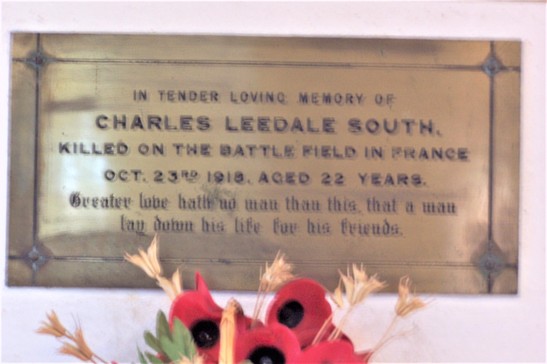 IN TENDER LOVING MEMORY OF
CHARLES LEEDALE SOUTH.
KILLED ON THE BATTLE FIELD IN FRANCE
OCT. 23RD 1918. AGED 22 YEARS.
Greater love hath no man than this, that a man
lay down his life for his friends.